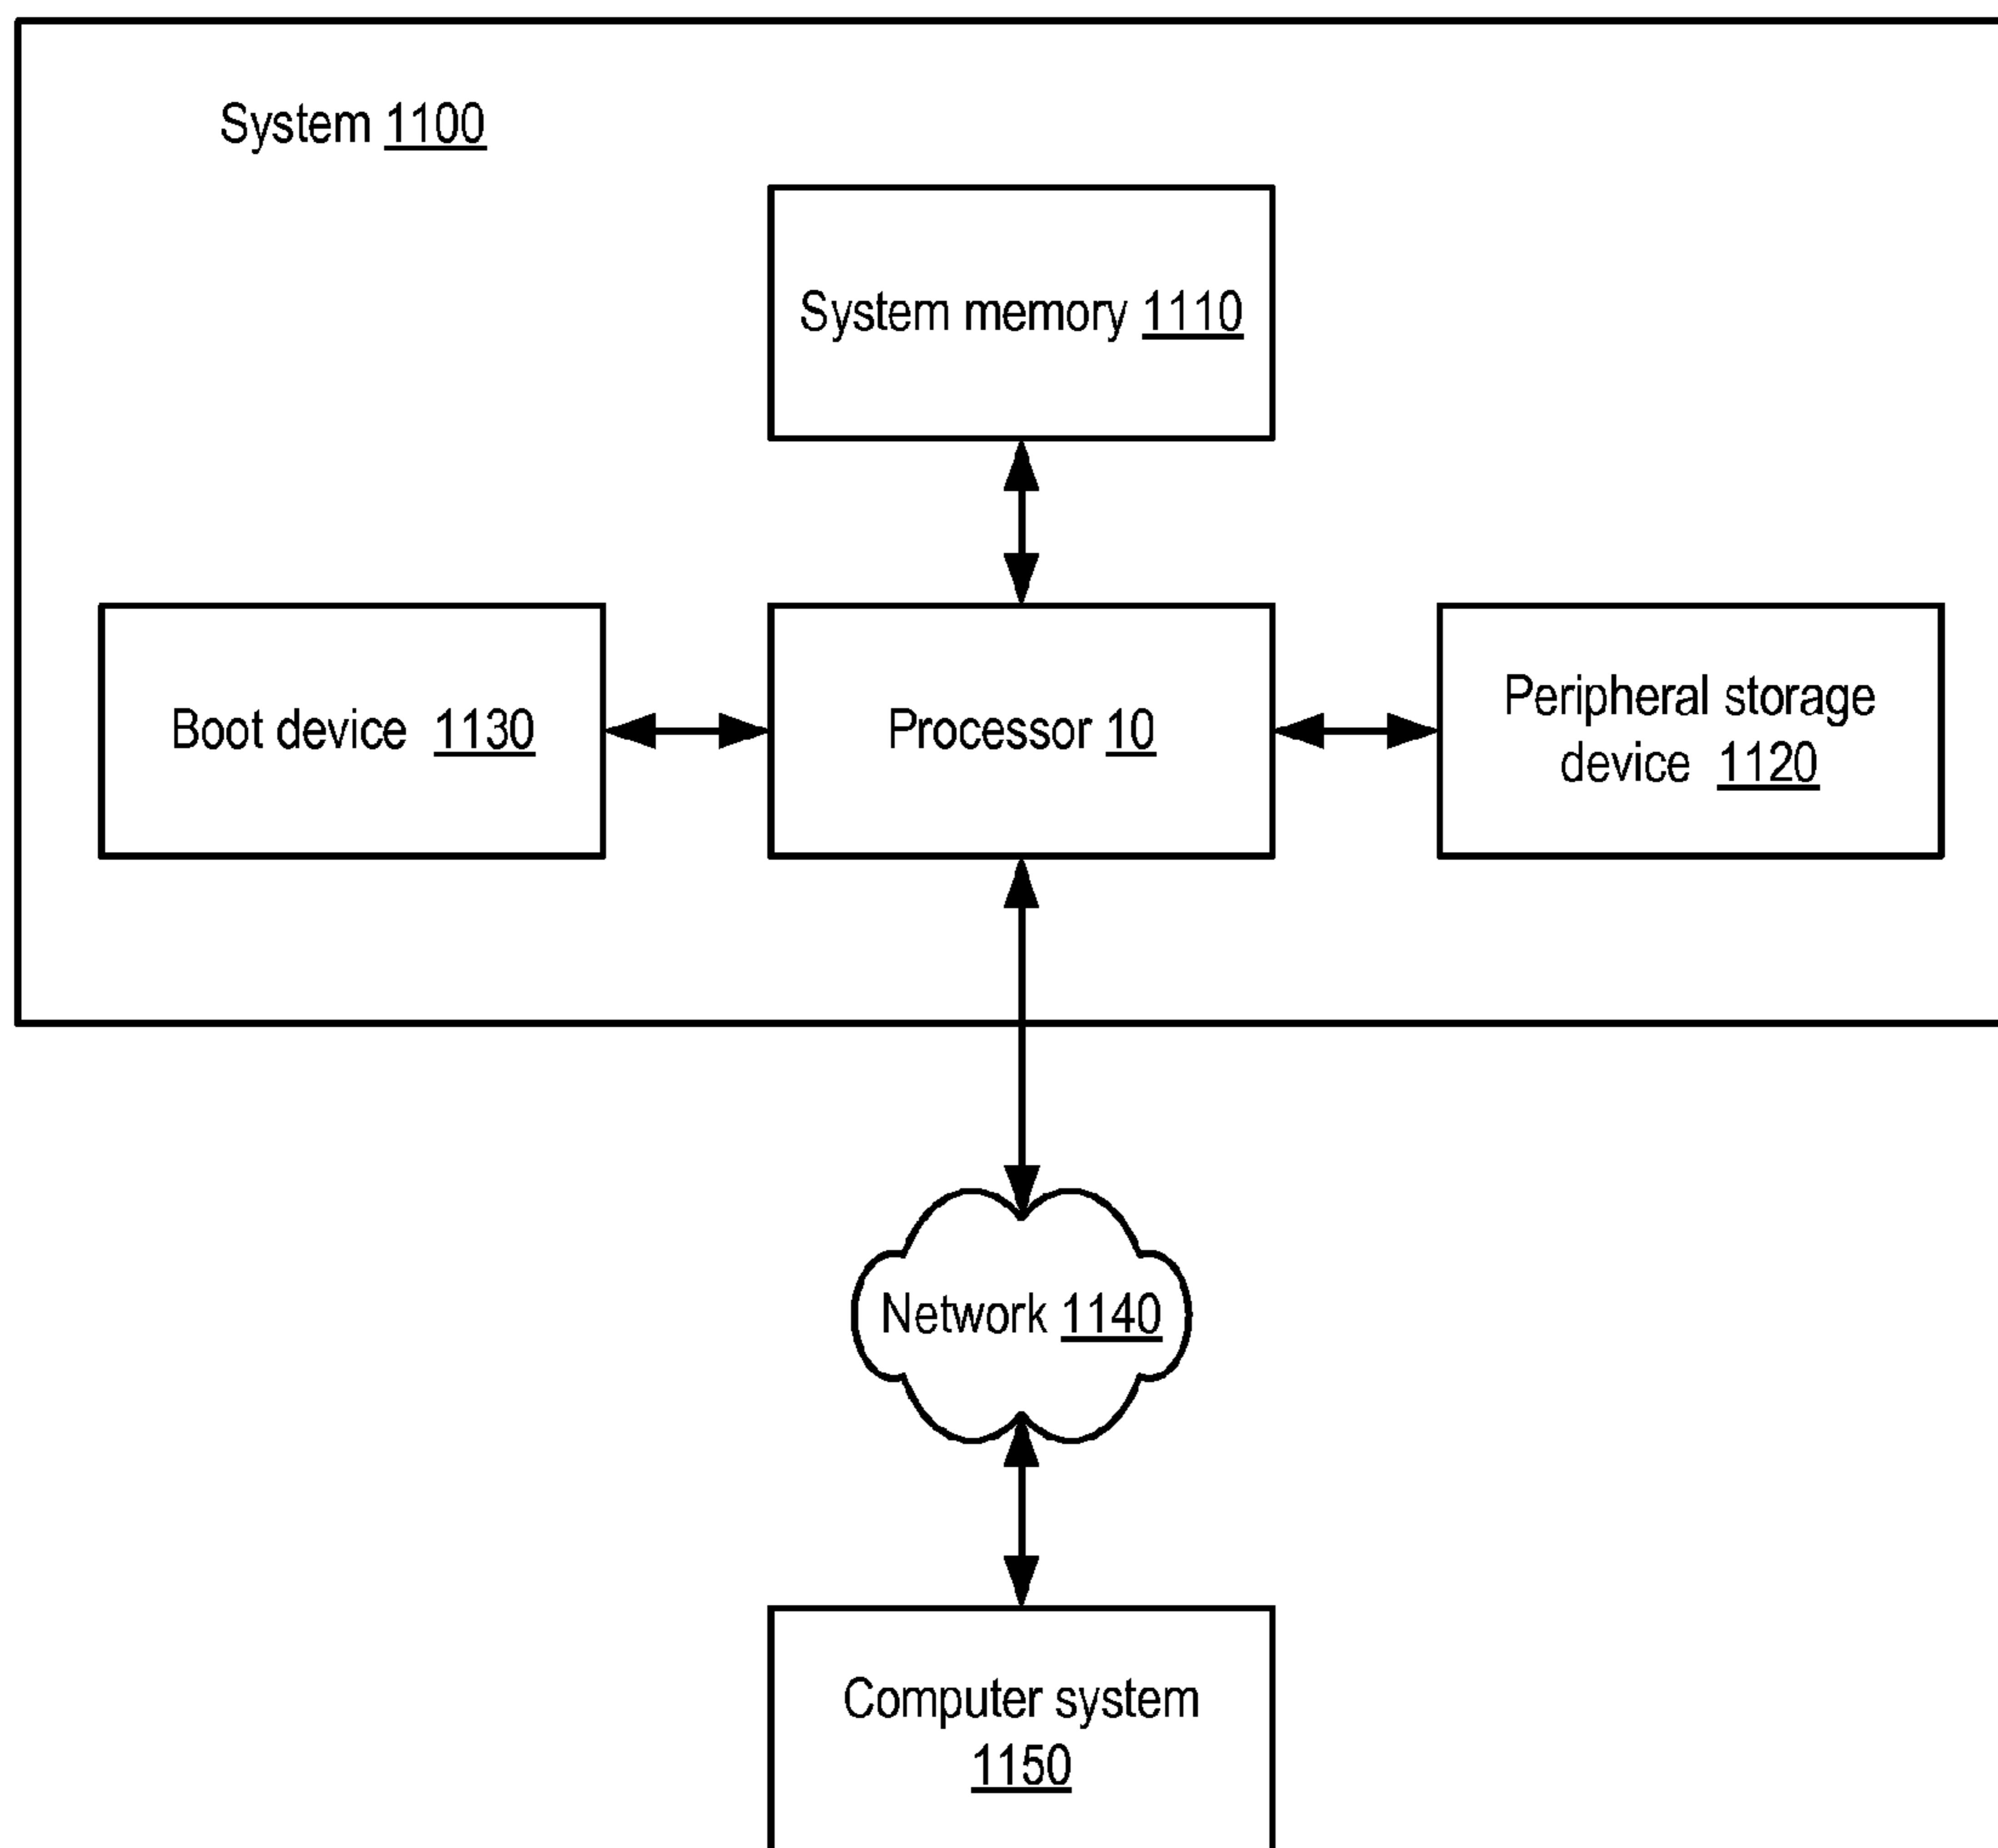 System 1100
System memory 1110
Boot device 1130
Processor 10
Peripheral storage
device 1120
Network 1140
Computer system
1150